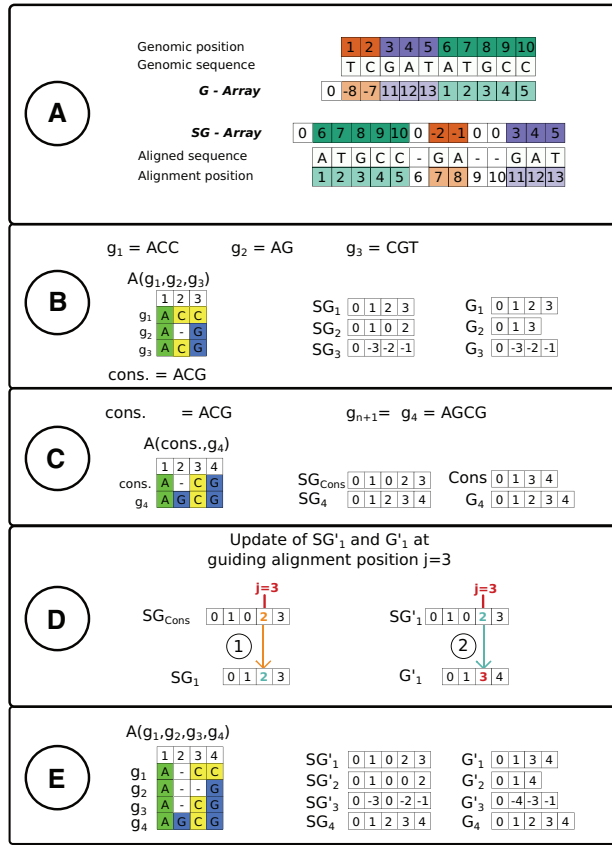 A
Genomic position 1 2 3 4 5 6 7 8 9 10
Genomic sequence T C G A T A T G C C
G - Array 0 -8 -7 11 12 13 1 2 3 4 5
SG - Array 0 6 7 8 9 10 0 -2 -1 0 0 3 4 5
Aligned sequence A T G C C - G A - - G A T
Alignment position 1 2 3 4 5 6 7 8 9 10 11 12 13
B
g1 = ACC g2 = AG g3 = CGT
A(g1,g2,g3)
1 2 3
g1 A C C
g2 A - G
g3 A C G
cons. = ACG
SG1 0 1 2 3
SG2 0 1 0 2
SG3 0 -3 -2 -1
G1 0 1 2 3
G2 0 1 3
G3 0 -3 -2 -1
C
cons. = ACG gn+1= g4 = AGCG
A(cons.,g4)
1 2 3 4
cons. A - C G
g4 A G C G
SGCons 0 1 0 2 3
SG4 0 1 2 3 4
Cons 0 1 3 4
G4 0 1 2 3 4
D
Update of SG'1 and G'1 at
guiding alignment position j=3
j=3
SGCons 0 1 0 2 3
1
SG1 0 1 2 3
j=3
SG'1 0 1 0 2 3
2
G'1 0 1 3 4
E
A(g1,g2,g3,g4)
1 2 3 4
g1 A - C C
g2 A - - G
g3 A - C G
g4 A G C G
SG'1 0 1 0 2 3
SG'2 0 1 0 0 2
SG'3 0 -3 0 -2 -1
SG4 0 1 2 3 4
G'1 0 1 3 4
G'2 0 1 4
G'3 0 -4 -3 -1
G4 0 1 2 3 4